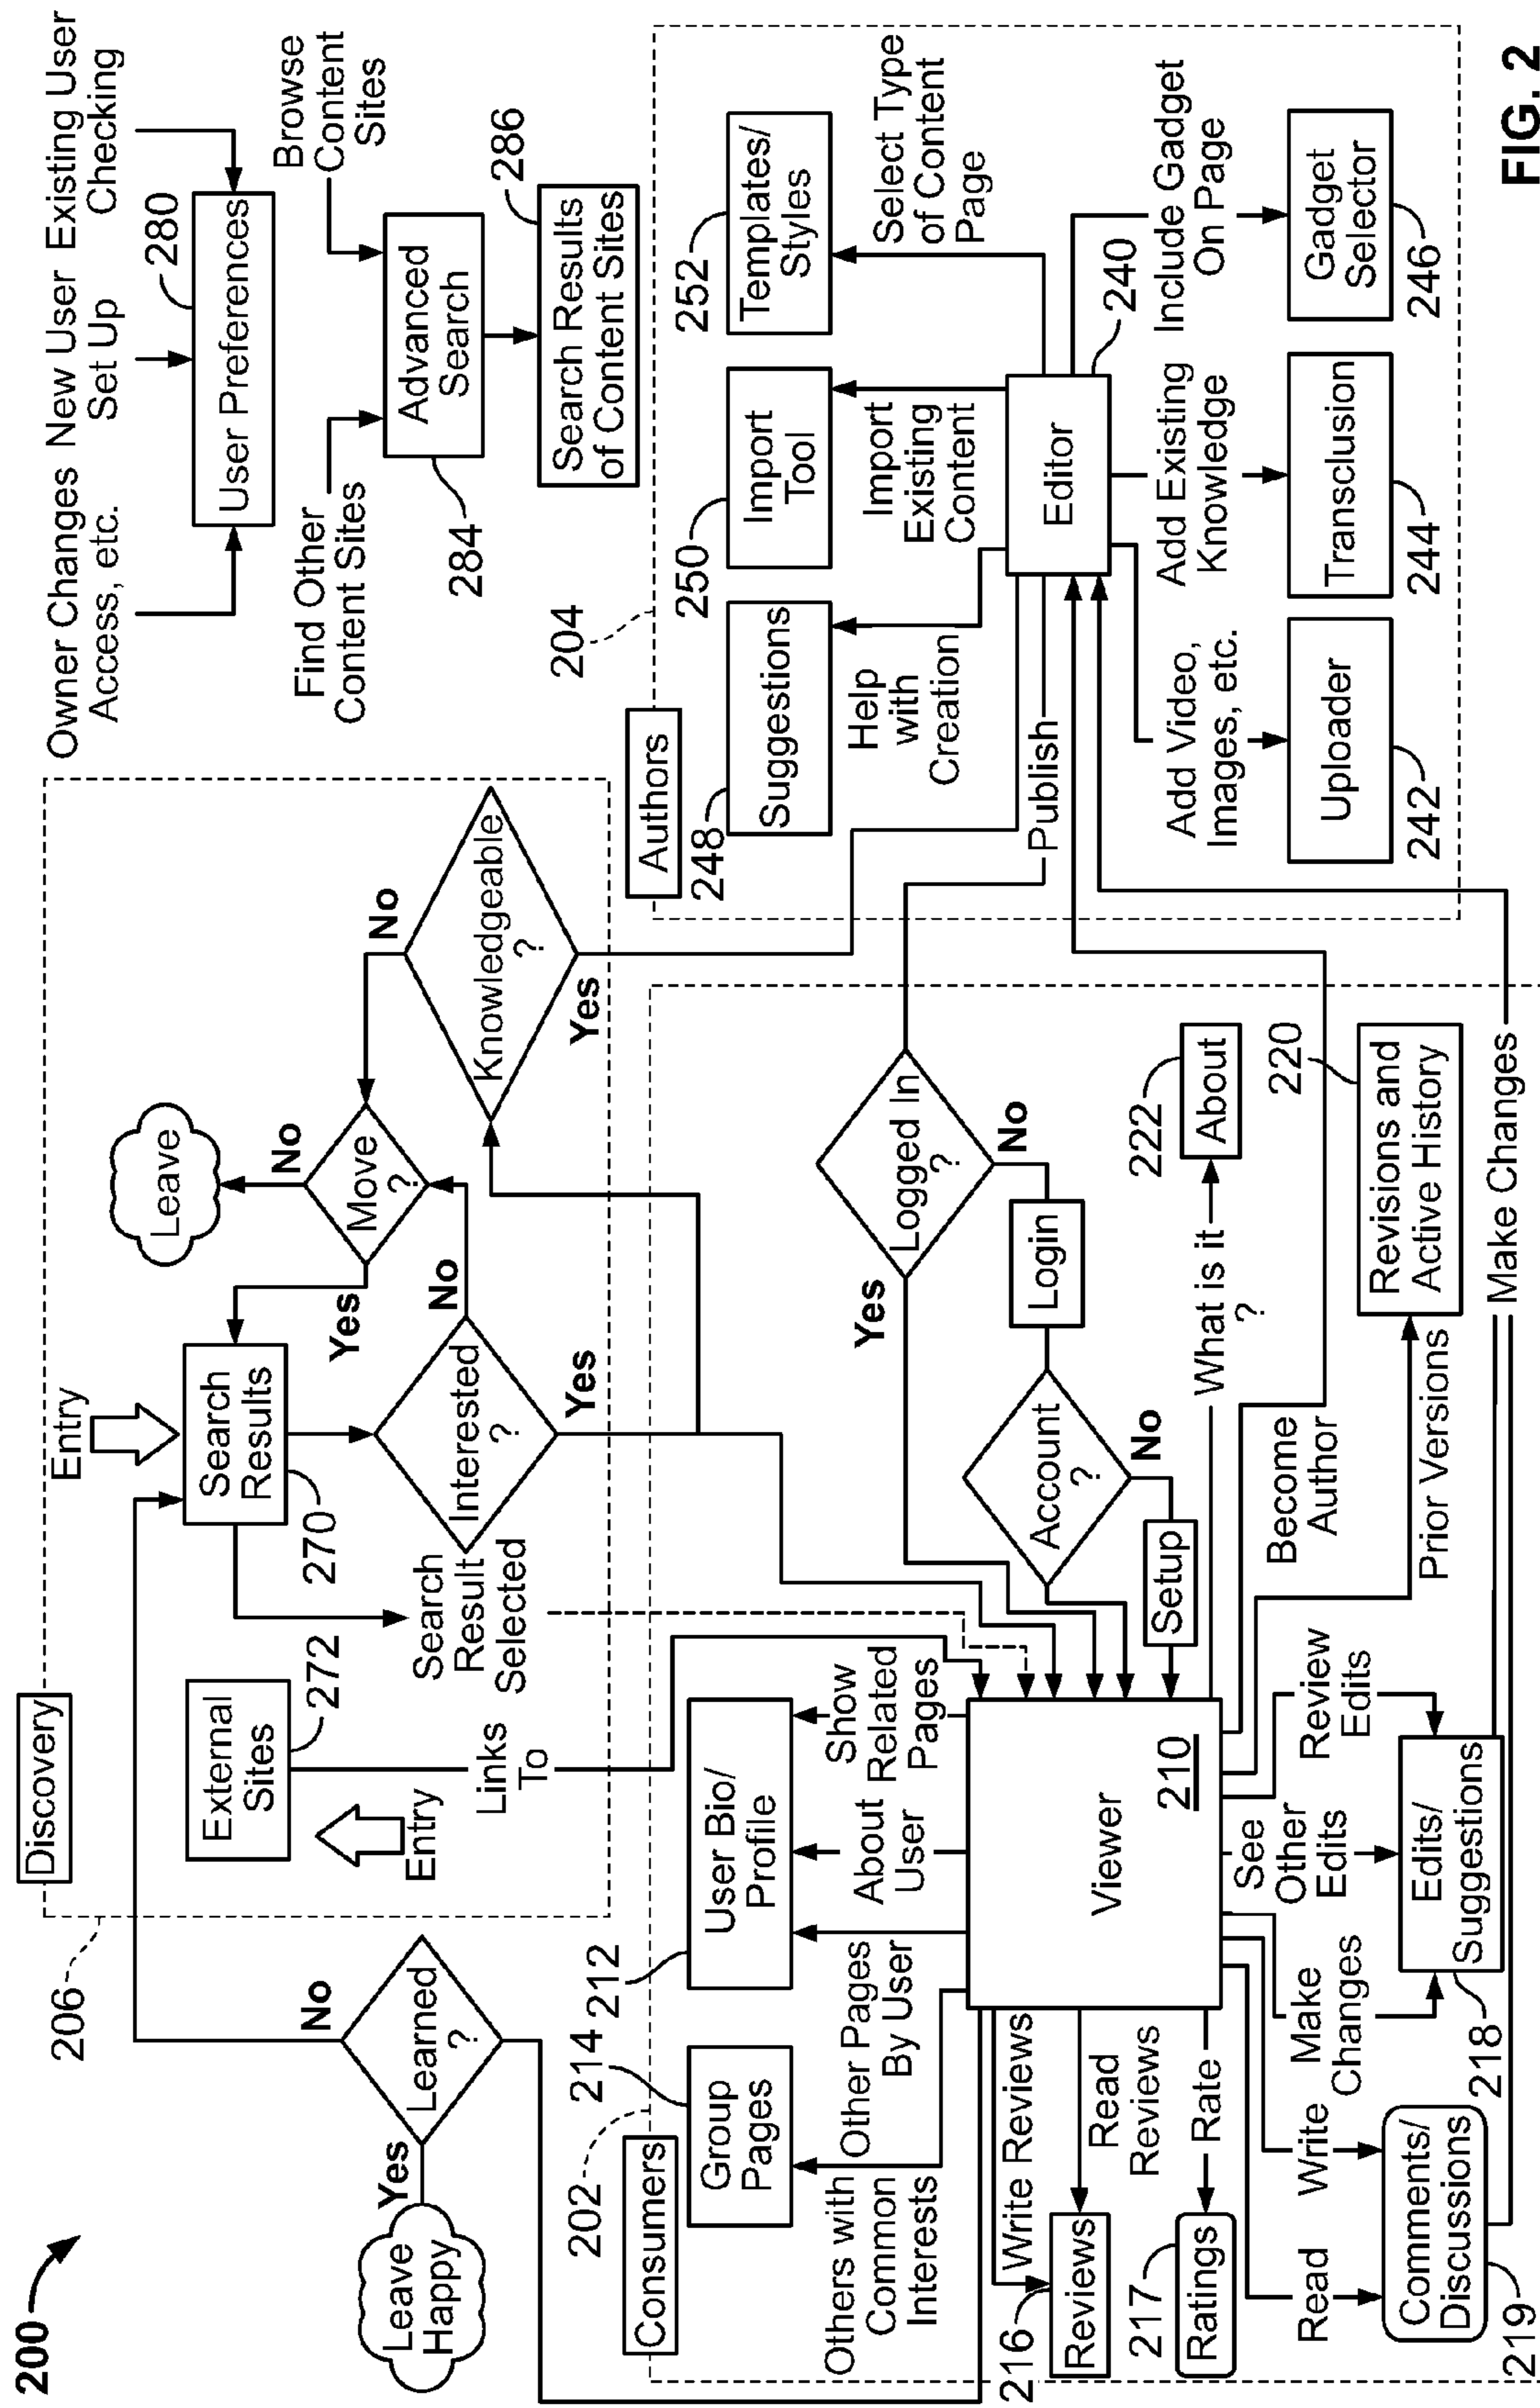 200
Leave
Happy
Yes
Learned
?
No
206
Discovery
External
Sites
272
Entry
Links
To
Entry
Search
Results
270
Search
Result
Selected
Interested
?
No
Yes
Yes
Move
?
No
Leave
No
Knowledgeable
?
Yes
Owner Changes
Access, etc.
New User
Set Up
Existing User
Checking
280
User Preferences
Find Other
Content Sites
Browse
Content
Sites
Advanced
Search
284
286
Search Results
of Content Sites
202
Consumers
214
Group
Pages
212
User Bio/
Profile
Others with
Common
Interests
Other Pages
By User
About
User
Show
Related
Pages
Viewer
210
Write Reviews
216
Reviews
Read
Reviews
217
Ratings
Rate
Read
Write
Comments/
Discussions
219
Make
Changes
See
Other
Edits
Review
Edits
Edits/
Suggestions
218
Yes
Logged In
?
No
Login
Account
?
No
Setup
What is it
?
222
About
Become
Author
Prior Versions
220
Revisions and
Active History
Make Changes
204
Authors
248
Suggestions
250
Import
Tool
252
Templates/
Styles
Help
with
Creation
Import
Existing
Content
Select Type
of Content
Page
Publish
Editor
240
Add Video,
Images, etc.
Add Existing
Knowledge
Include Gadget
On Page
Uploader
242
Transclusion
244
Gadget
Selector
246
FIG. 2